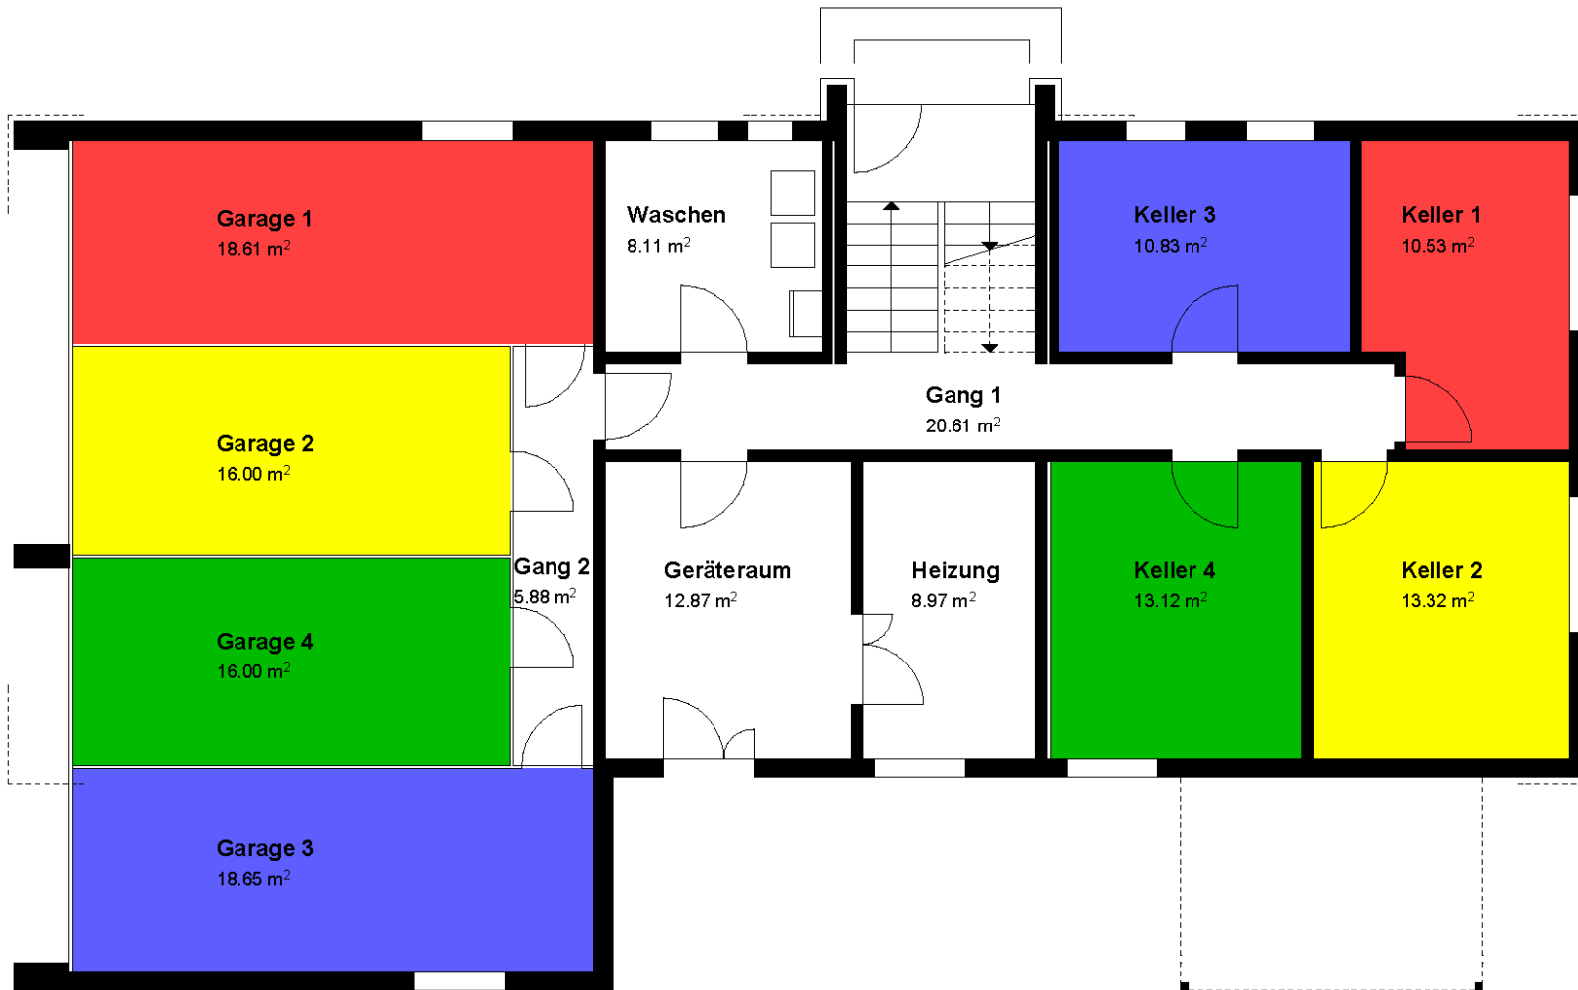 Garage 1
18.61 m²
Waschen
8.11 m²
Keller 3
10.83 m²
Keller 1
10.53 m²
Gang 1
20.61 m²
Garage 2
16.00 m²
Gang 2
5.88 m²
Geräteraum
12.87 m²
Heizung
8.97 m²
Keller 4
13.12 m²
Keller 2
13.32 m²
Garage 4
16.00 m²
Garage 3
18.65 m²